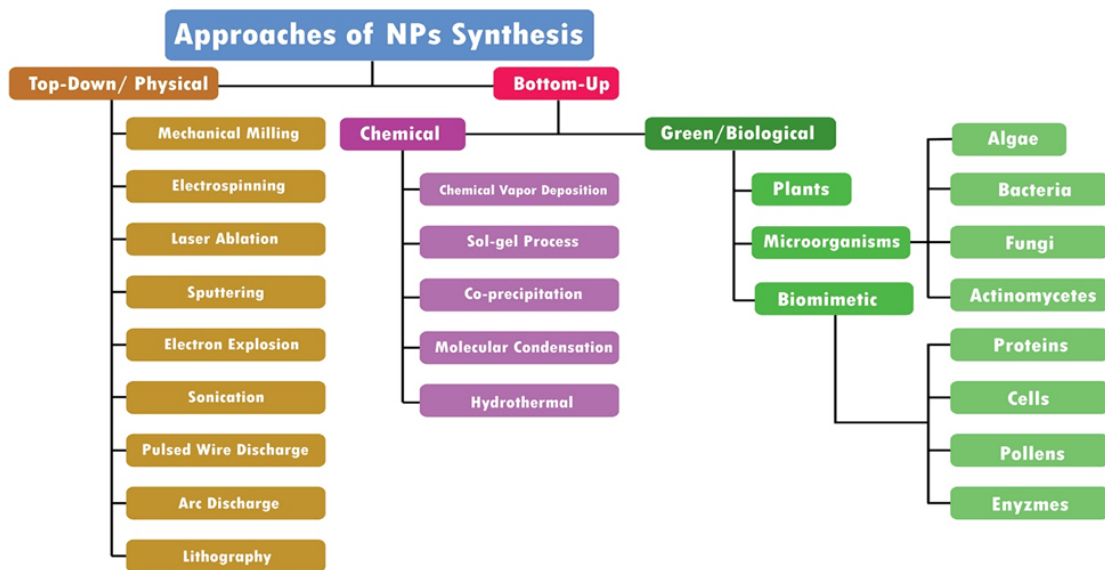 Approaches of NPs Synthesis
Top-Down/ Physical
Bottom-Up
Mechanical Milling
Electrospinning
Laser Ablation
Sputtering
Electron Explosion
Sonication
Pulsed Wire Discharge
Arc Discharge
Lithography
Chemical
Chemical Vapor Deposition
Sol-gel Process
Co-precipitation
Molecular Condensation
Hydrothermal
Green/Biological
Plants
Microorganisms
Biomimetic
Algae
Bacteria
Fungi
Actinomycetes
Proteins
Cells
Pollens
Enyzmes